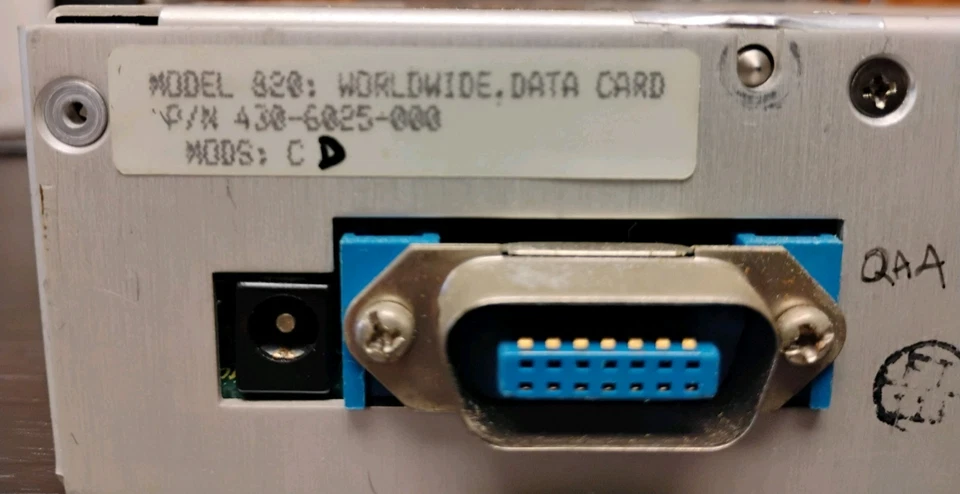 MODEL 820: WORLDWIDE.DATA CARD
P/N 430-6025-000
MODS: C D
QAA